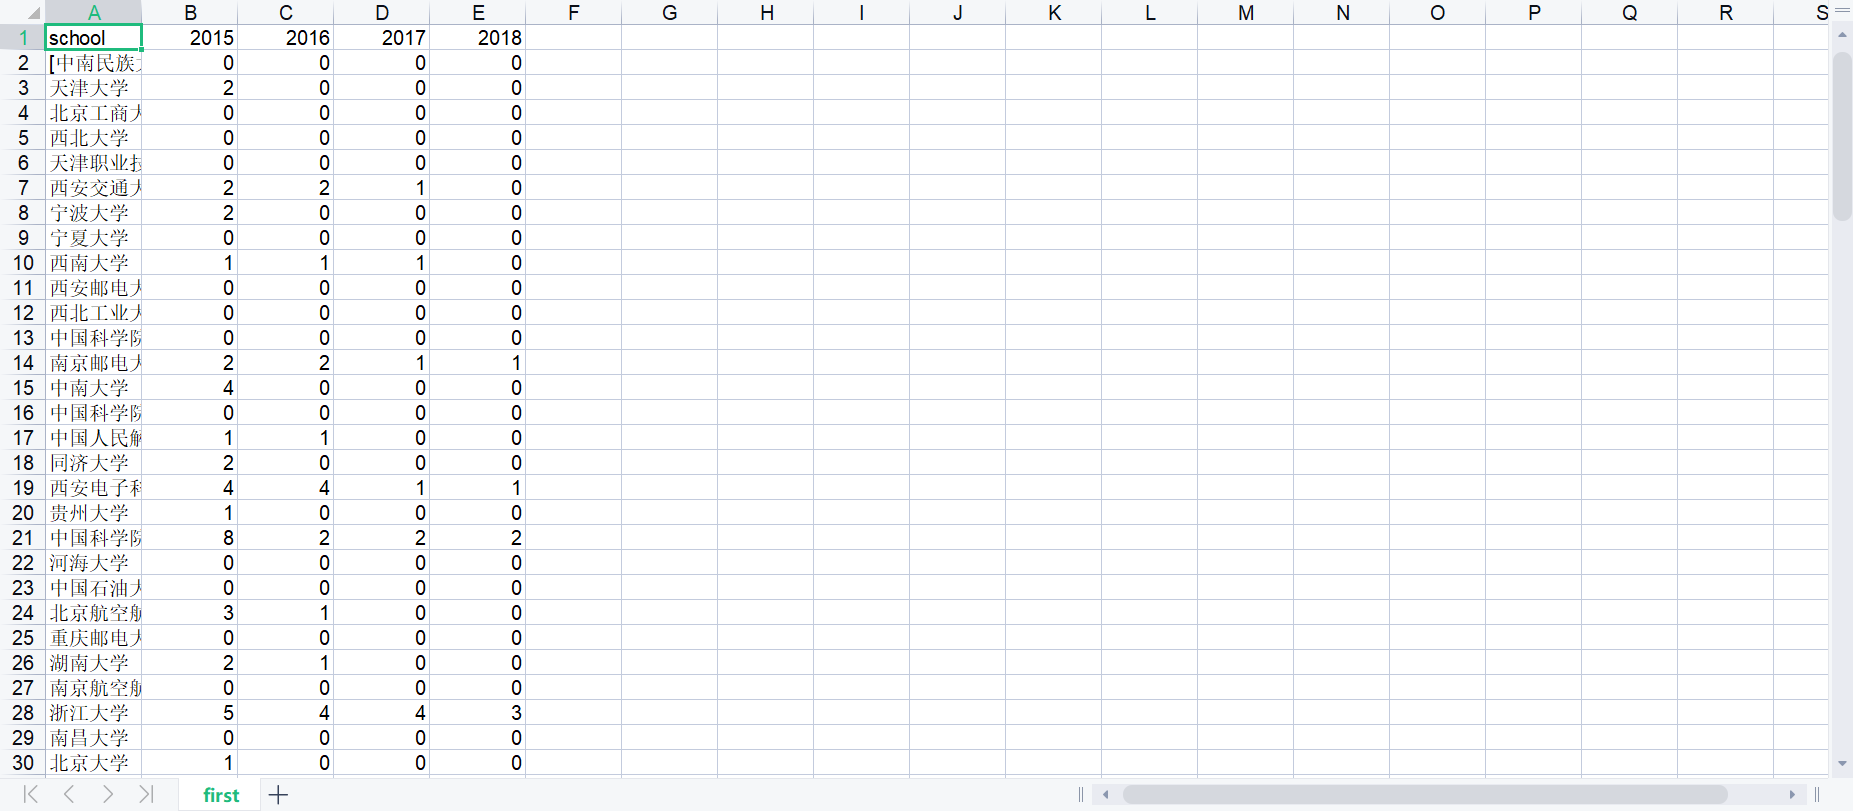 A B C D E F G H I J K L M N O P Q R S
1 school 2015 2016 2017 2018
2 [中南民族 0 0 0 0
3 天津大学 2 0 0 0
4 北京工商大 0 0 0 0
5 西北大学 0 0 0 0
6 天津职业技 0 0 0 0
7 西安交通大 2 2 1 0
8 宁波大学 2 0 0 0
9 宁夏大学 0 0 0 0
10 西南大学 1 1 1 0
11 西安邮电大 0 0 0 0
12 西北工业大 0 0 0 0
13 中国科学院 0 0 0 0
14 南京邮电大 2 2 1 1
15 中南大学 4 0 0 0
16 中国科学院 0 0 0 0
17 中国人民解 1 1 0 0
18 同济大学 2 0 0 0
19 西安电子科 4 4 1 1
20 贵州大学 1 0 0 0
21 中国科学院 8 2 2 2
22 河海大学 0 0 0 0
23 中国石油大 0 0 0 0
24 北京航空航 3 1 0 0
25 重庆邮电大 0 0 0 0
26 湖南大学 2 1 0 0
27 南京航空航 0 0 0 0
28 浙江大学 5 4 4 3
29 南昌大学 0 0 0 0
30 北京大学 1 0 0 0
first